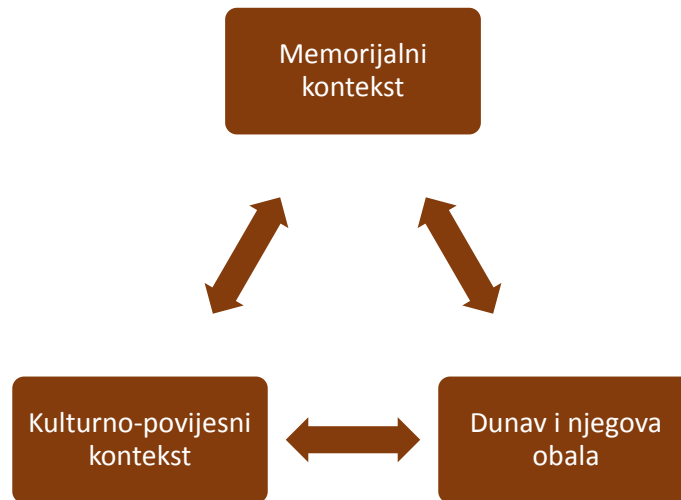 Memorijalni
kontekst
Kulturno-povijesni
kontekst
Dunav i njegova
obala